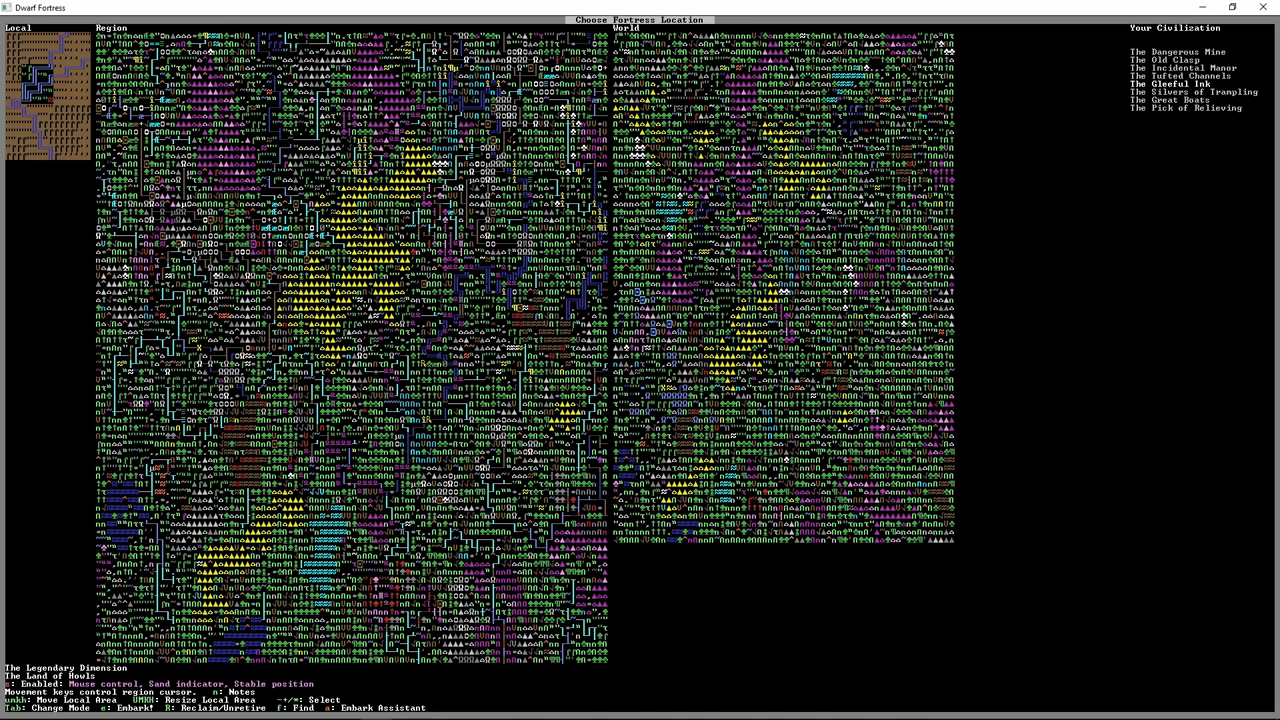 Dwarf Fortress
Choose Fortress Location
Local
Region
World
Your Civilization
The Dangerous Mine
The Old Clasp
The Incidental Manor
The Tufted Channels
The Gleeful Ink
The Silvers of Trampling
The Great Boats
The Pick of Relieving
The Legendary Dimension
The Land of Howls
s: Enabled: Mouse control, Sand indicator, Stable position
Movement keys control region cursor. n: Notes
umkh: Move Local Area UMKH: Resize Local Area -+/*: Select
Tab: Change Mode e: Embark! R: Reclaim/Unretire f: Find a: Embark Assistant